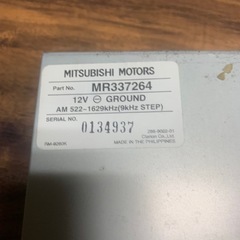 MITSUBISHI MOTORS
Part No. MR337264
12V ⊖ GROUND
AM 522-1629kHz(9kHz STEP)
SERIAL NO.
0134937
Clarion Co., Ltd.
MADE IN THE PHILIPPINES